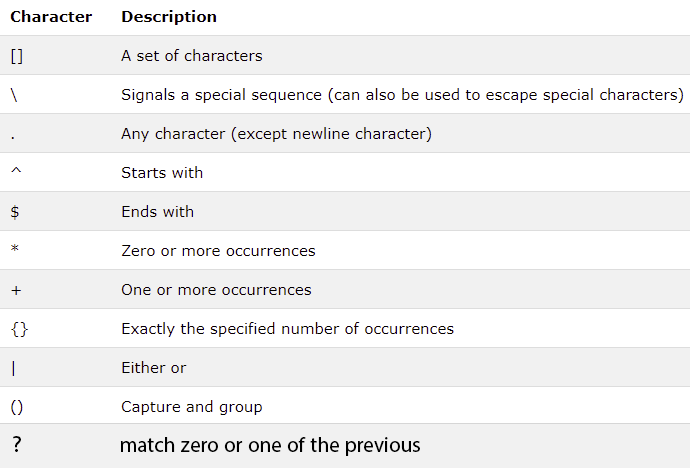 Character Description
[] A set of characters
\ Signals a special sequence (can also be used to escape special characters)
. Any character (except newline character)
^ Starts with
$ Ends with
* Zero or more occurrences
+ One or more occurrences
{} Exactly the specified number of occurrences
| Either or
() Capture and group
? match zero or one of the previous